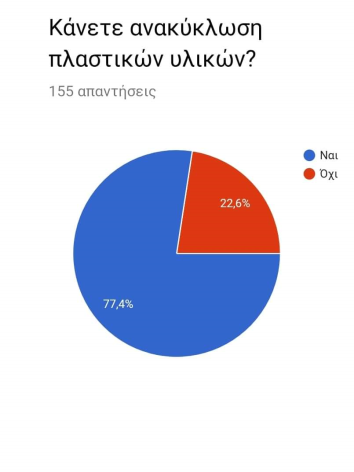 Κάνετε ανακύκλωση
πλαστικών υλικών?
155 απαντήσεις
Ναι
Όχι
22,6%
77,4%